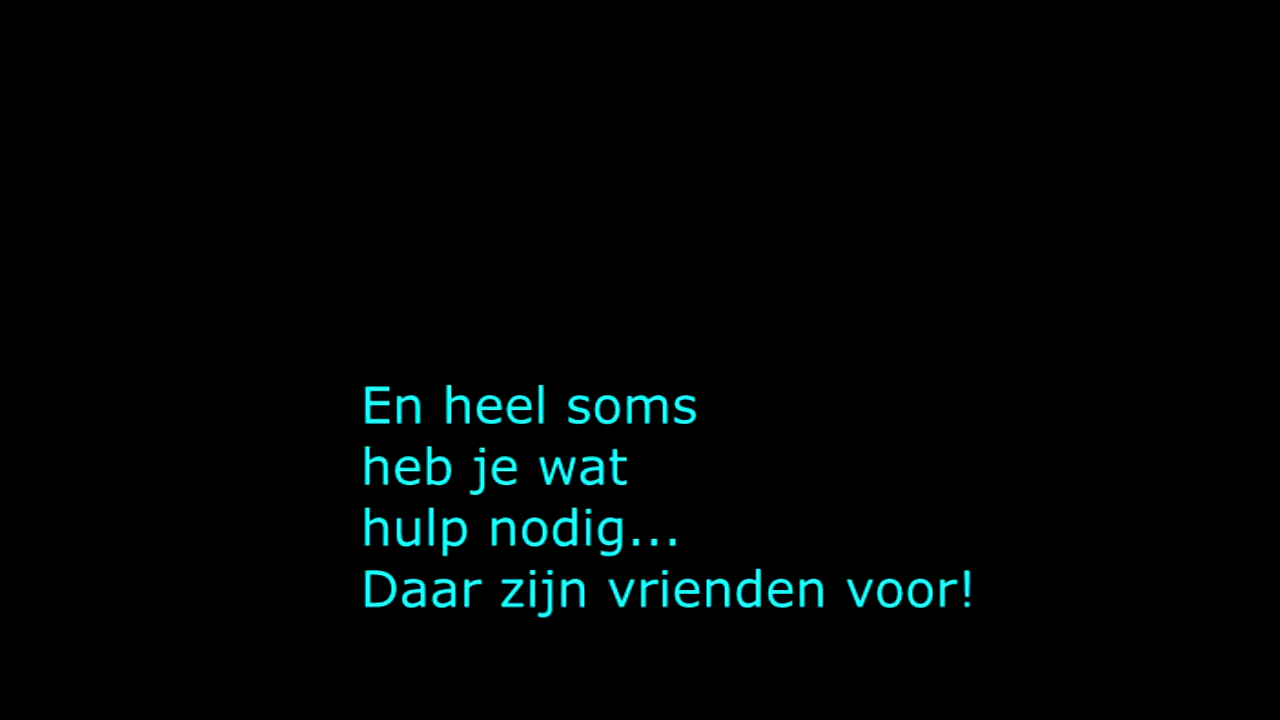 En heel soms
heb je wat
hulp nodig...
Daar zijn vrienden voor!